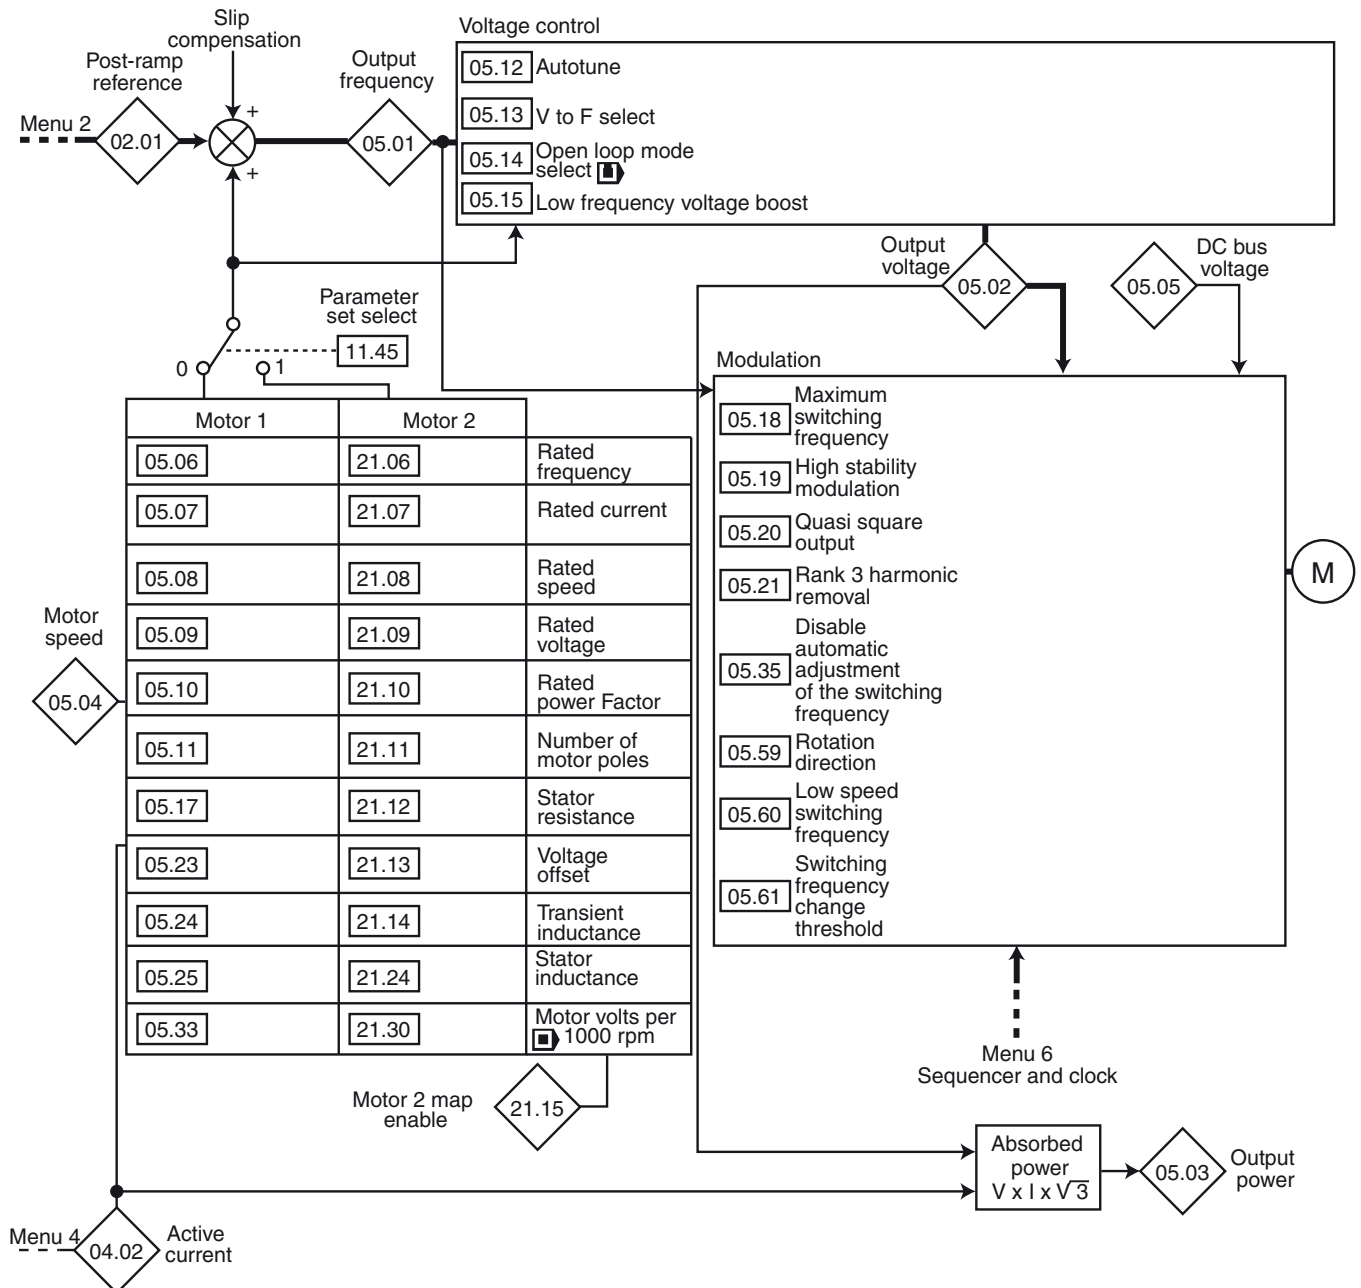 Slip
compensation
Post-ramp
reference
Menu 2
02.01
+
+
Output
frequency
05.01
Voltage control
05.12 Autotune
05.13 V to F select
05.14 Open loop mode
select
05.15 Low frequency voltage boost
Output
voltage
05.02
DC bus
voltage
05.05
Parameter
set select
11.45
0
1
Motor 1 Motor 2
05.06 21.06 Rated
frequency
05.07 21.07 Rated current
05.08 21.08 Rated
speed
05.09 21.09 Rated
voltage
05.10 21.10 Rated
power Factor
05.11 21.11 Number of
motor poles
05.17 21.12 Stator
resistance
05.23 21.13 Voltage
offset
05.24 21.14 Transient
inductance
05.25 21.24 Stator
inductance
05.33 21.30 Motor volts per
1000 rpm
Motor
speed
05.04
Motor 2 map
enable
21.15
Modulation
05.18 Maximum
switching
frequency
05.19 High stability
modulation
05.20 Quasi square
output
05.21 Rank 3 harmonic
removal
05.35 Disable
automatic
adjustment
of the switching
frequency
05.59 Rotation
direction
05.60 Low speed
switching
frequency
05.61 Switching
frequency
change
threshold
M
Menu 6
Sequencer and clock
Absorbed
power
V x I x √3
05.03
Output
power
Menu 4
04.02
Active
current